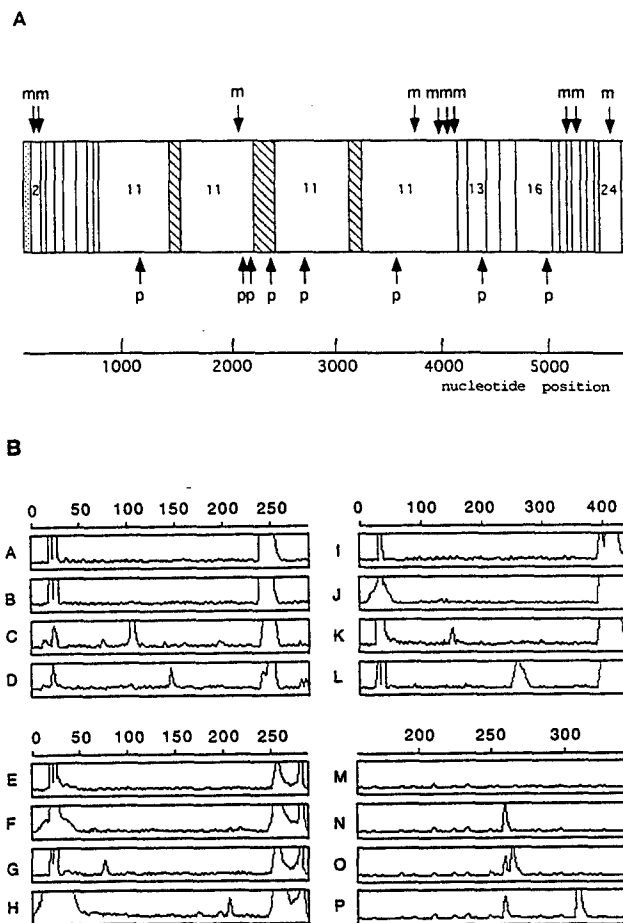 A
mm m m mmm mm m
2 11 11 11 11 13 16 24
p pp p p p p p
1000 2000 3000 4000 5000
nucleotide position
B
0 50 100 150 200 250
A
B
C
D
0 50 100 150 200 250
E
F
G
H
0 100 200 300 400
I
J
K
L
200 250 300
M
N
O
P